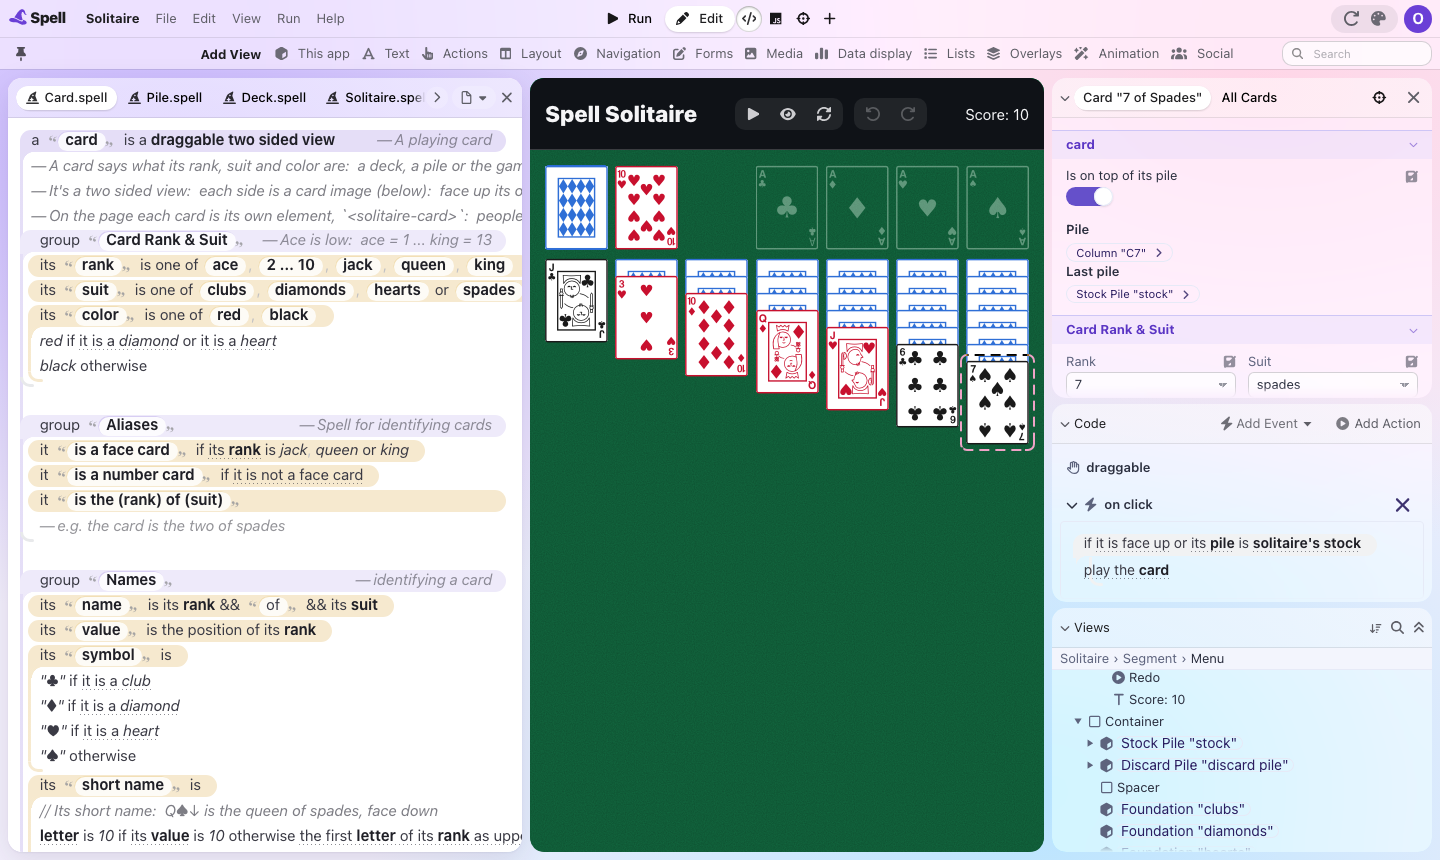 Spell Solitaire File Edit View Run Help Run Edit JS O
Add View This app Text Actions Layout Navigation Forms Media Data display Lists Overlays Animation Social Search
Card.spell Pile.spell Deck.spell Solitaire.spe
a “ card „ is a draggable two sided view — A playing card
— A card says what its rank, suit and color are: a deck, a pile or the gam
— It's a two sided view: each side is a card image (below): face up its o
— On the page each card is its own element, `<solitaire-card>`: people
group “ Card Rank & Suit „ — Ace is low: ace = 1 ... king = 13
its “ rank „ is one of ace , 2 ... 10 , jack , queen , king
its “ suit „ is one of clubs , diamonds , hearts or spades
its “ color „ is one of red , black
red if it is a diamond or it is a heart
black otherwise
group “ Aliases „ — Spell for identifying cards
it “ is a face card „ if its rank is jack, queen or king
it “ is a number card „ if it is not a face card
it “ is the (rank) of (suit) „
— e.g. the card is the two of spades
group “ Names „ — identifying a card
its “ name „ is its rank && “ of „ && its suit
its “ value „ is the position of its rank
its “ symbol „ is
"♣" if it is a club
"♦" if it is a diamond
"♥" if it is a heart
"♠" otherwise
its “ short name „ is
// Its short name: Q♠↓ is the queen of spades, face down
letter is 10 if its value is 10 otherwise the first letter of its rank as uppe
Spell Solitaire Score: 10
10 10 A A A A A A A A
J J 3 3 10 10 Q Q J J 6 6 7 7
Card "7 of Spades" All Cards
card
Is on top of its pile
Pile
Column "C7"
Last pile
Stock Pile "stock"
Card Rank & Suit
Rank Suit
7 spades
Code Add Event Add Action
draggable
on click
if it is face up or its pile is solitaire's stock
play the card
Views
Solitaire › Segment › Menu
Redo
Score: 10
Container
Stock Pile "stock"
Discard Pile "discard pile"
Spacer
Foundation "clubs"
Foundation "diamonds"
Foundation "hearts"